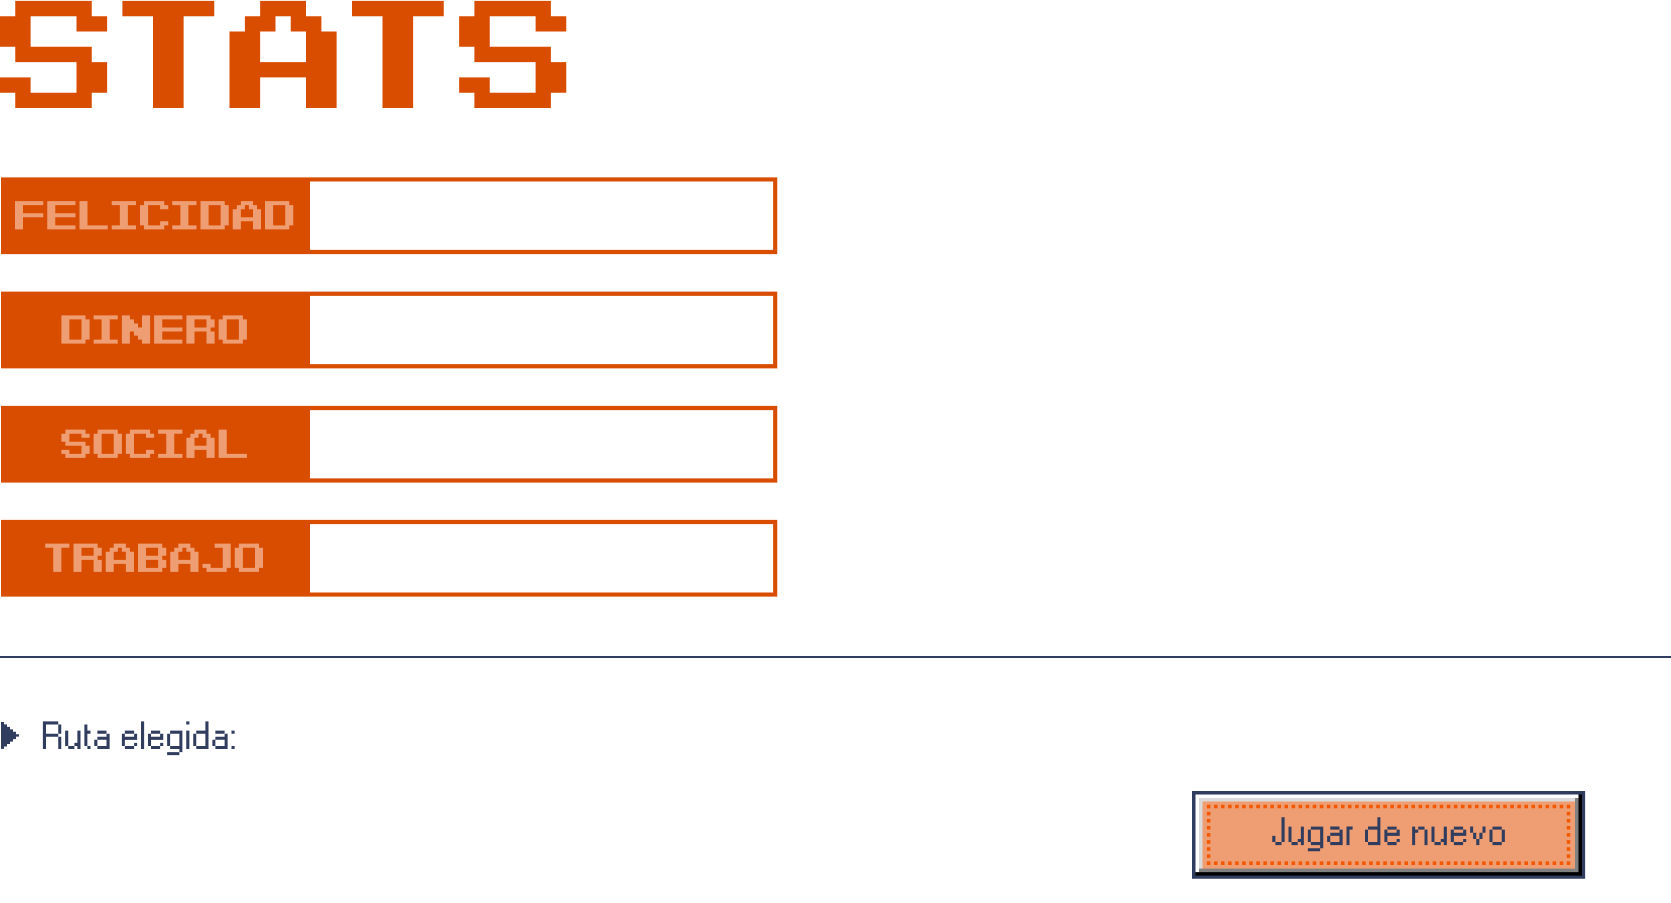 STATS
FELICIDAD
DINERO
SOCIAL
TRABAJO
Ruta elegida:
Jugar de nuevo